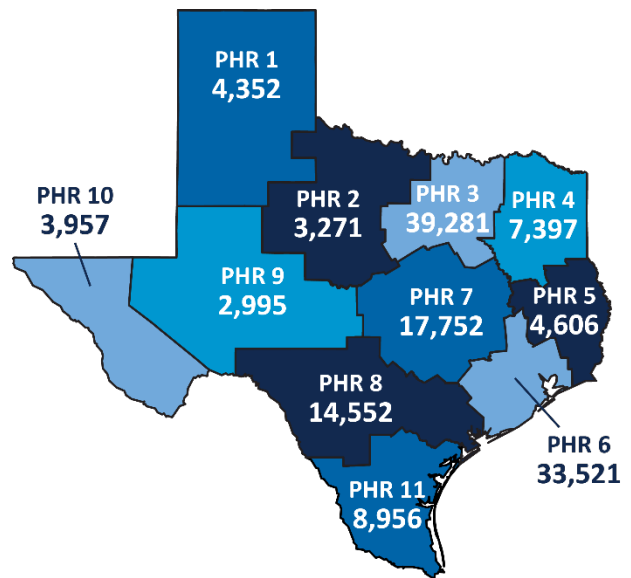 PHR 1
4,352
PHR 10
3,957
PHR 2
3,271
PHR 3
39,281
PHR 4
7,397
PHR 9
2,995
PHR 7
17,752
PHR 5
4,606
PHR 8
14,552
PHR 6
33,521
PHR 11
8,956